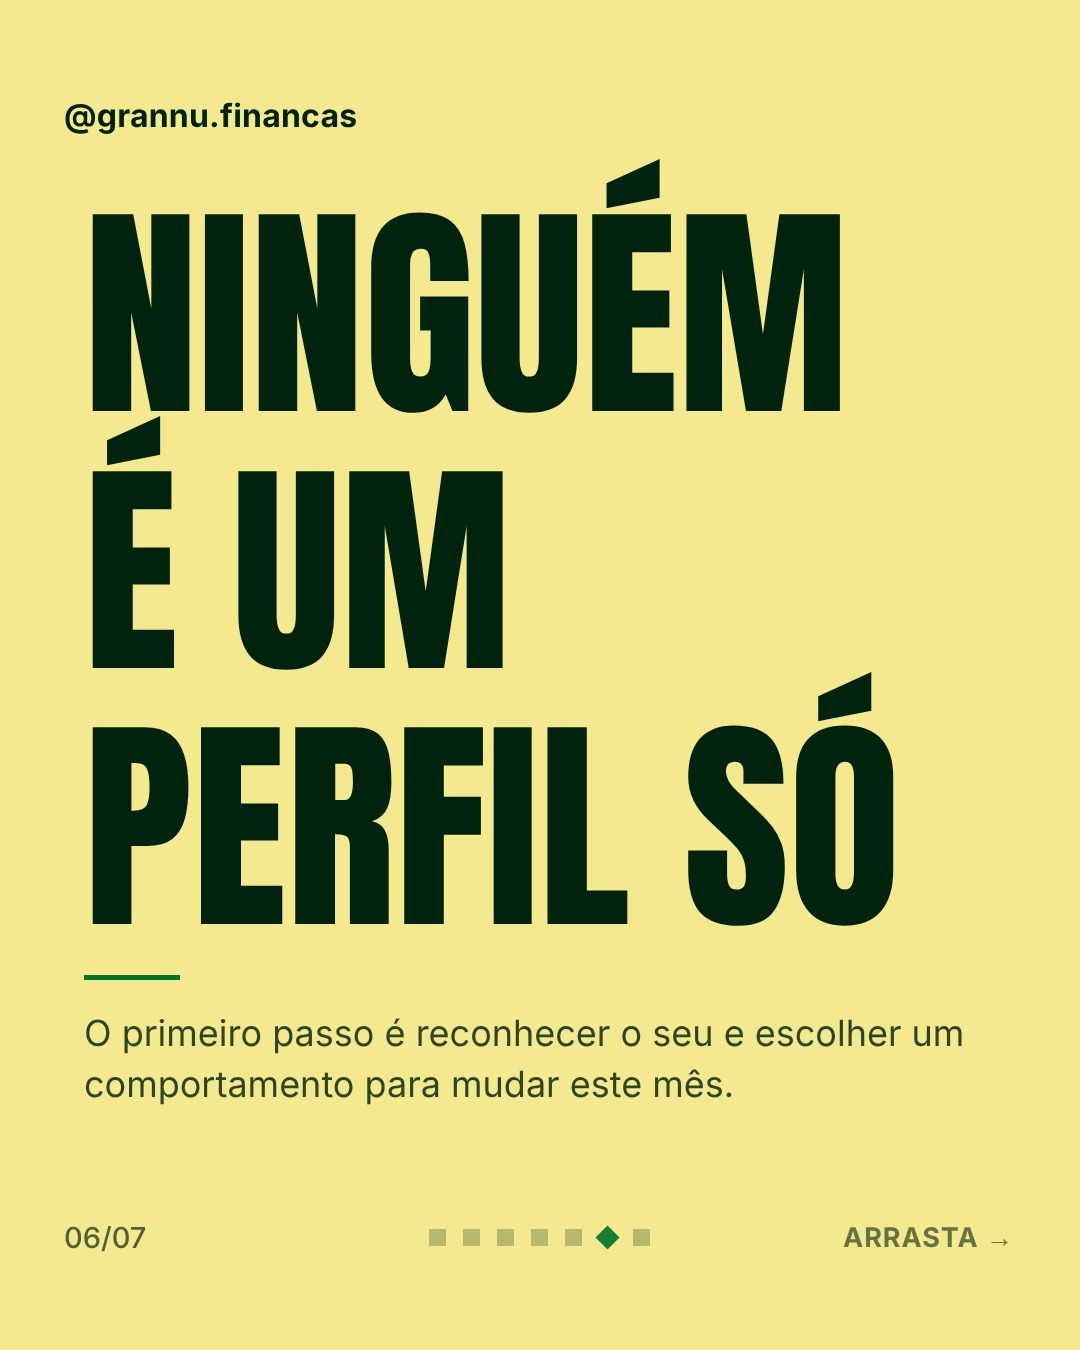 @grannu.financas
NINGUÉM
É UM
PERFIL SÓ
O primeiro passo é reconhecer o seu e escolher um
comportamento para mudar este mês.
06/07
ARRASTA →